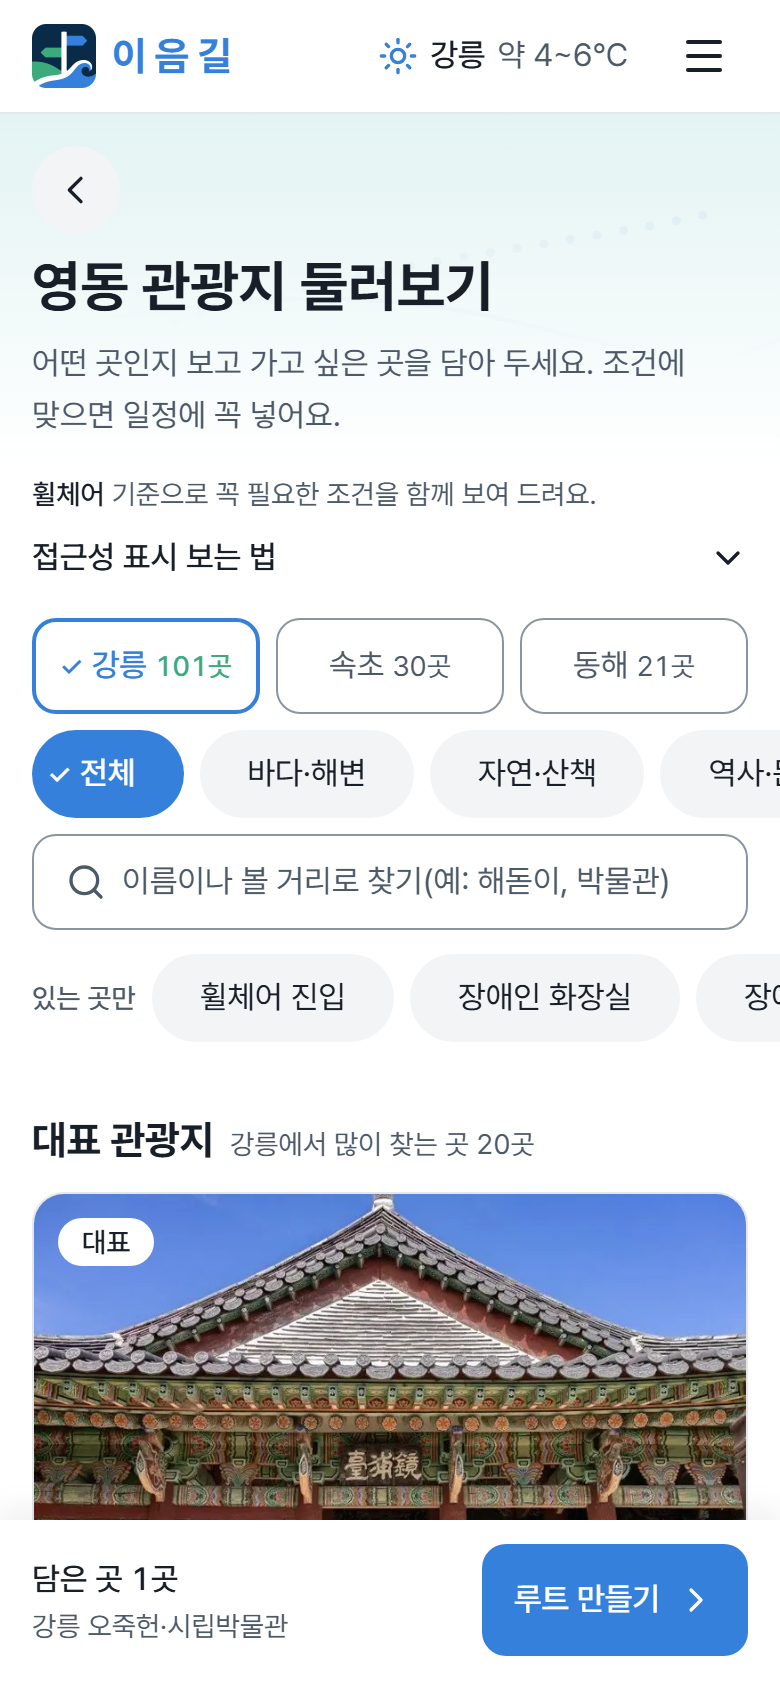 이음길
강릉 약 4~6°C
영동 관광지 둘러보기
어떤 곳인지 보고 가고 싶은 곳을 담아 두세요. 조건에
맞으면 일정에 꼭 넣어요.
휠체어 기준으로 꼭 필요한 조건을 함께 보여 드려요.
접근성 표시 보는 법
강릉 101곳
속초 30곳
동해 21곳
전체
바다·해변
자연·산책
역사·
이름이나 볼 거리로 찾기(예: 해돋이, 박물관)
있는 곳만
휠체어 진입
장애인 화장실
대표 관광지 강릉에서 많이 찾는 곳 20곳
대표
臺浦鏡
담은 곳 1곳
강릉 오죽헌·시립박물관
루트 만들기